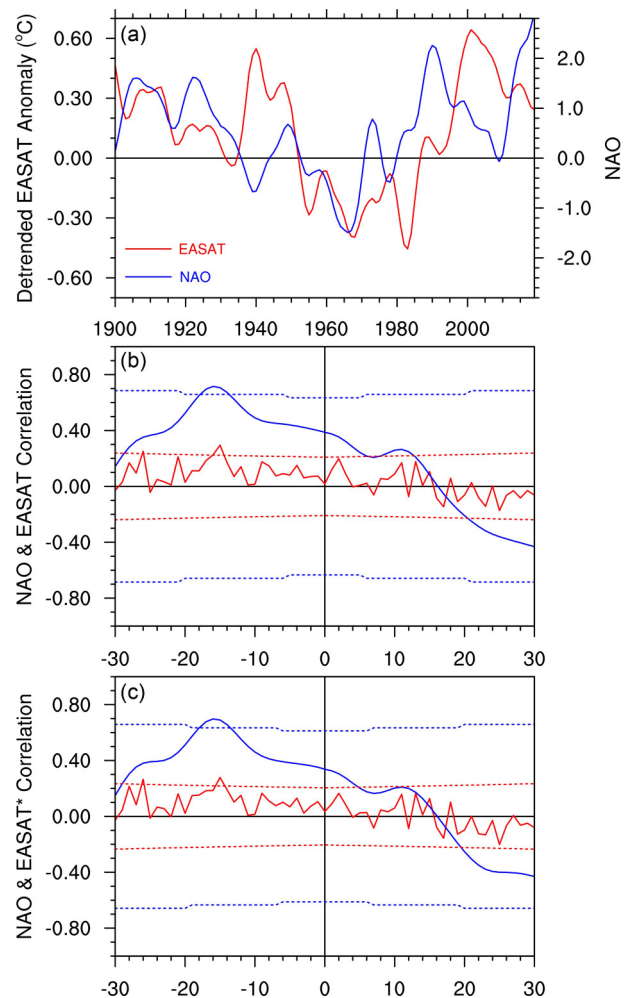 (a)
Detrended EASAT Anomaly (°C)
0.60
0.30
0.00
-0.30
-0.60
NAO
2.0
1.0
0.0
-1.0
-2.0
EASAT
NAO
1900 1920 1940 1960 1980 2000
(b)
NAO & EASAT Correlation
0.80
0.40
0.00
-0.40
-0.80
-30 -20 -10 0 10 20 30
(c)
NAO & EASAT* Correlation
0.80
0.40
0.00
-0.40
-0.80
-30 -20 -10 0 10 20 30